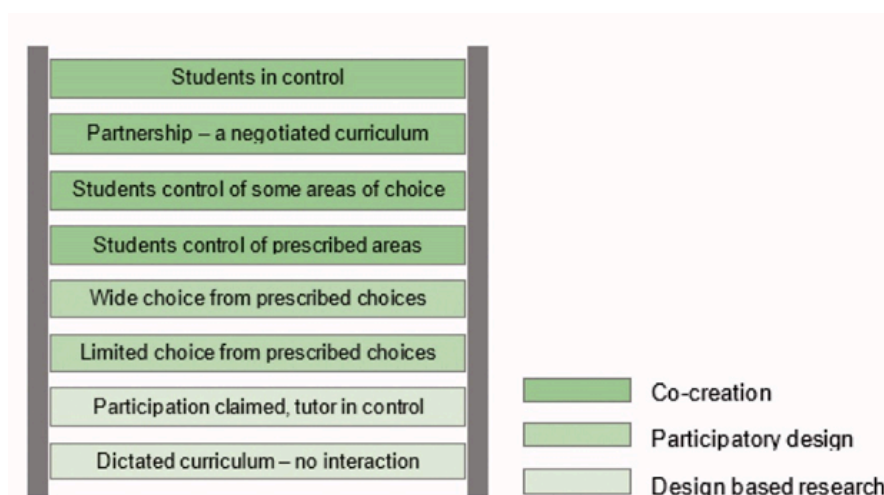 Students in control
Partnership – a negotiated curriculum
Students control of some areas of choice
Students control of prescribed areas
Wide choice from prescribed choices
Limited choice from prescribed choices
Participation claimed, tutor in control
Dictated curriculum – no interaction
Co-creation
Participatory design
Design based research